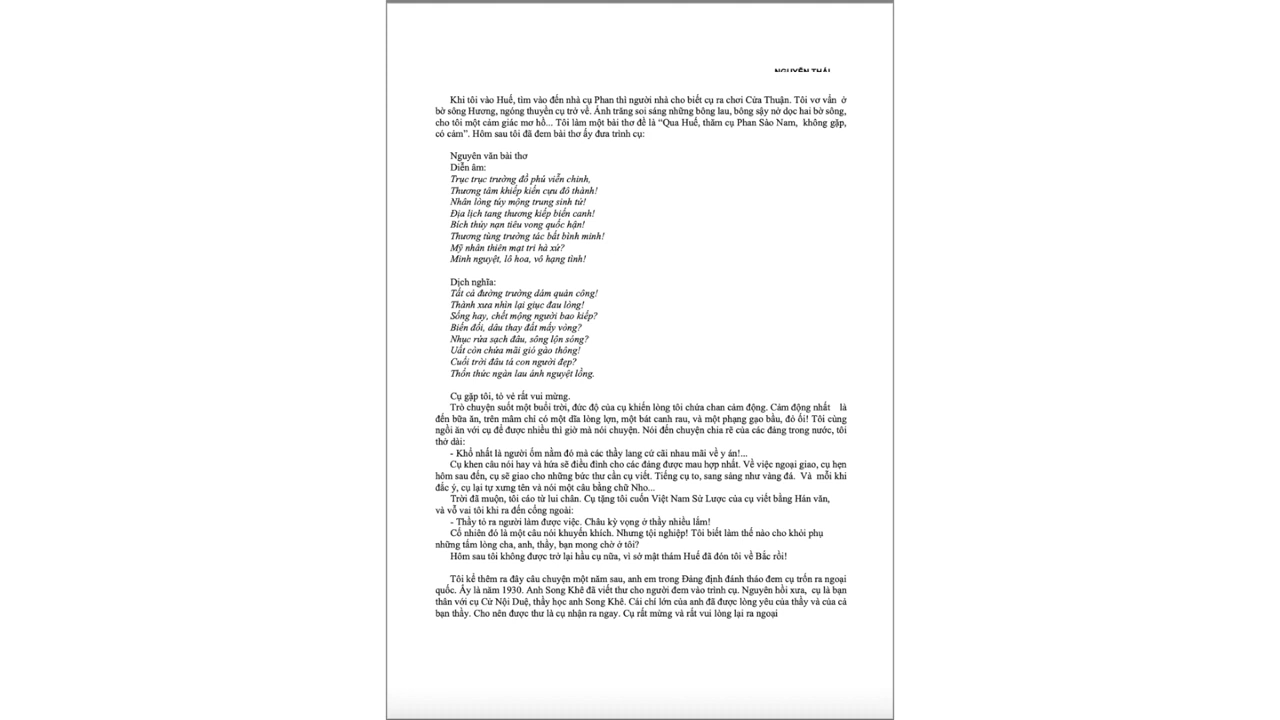 NGUYỄN THÁI
Khi tôi vào Huế, tìm vào đến nhà cụ Phan thì người nhà cho biết cụ ra chơi Cửa Thuận. Tôi vơ vẩn ở
bờ sông Hương, ngóng thuyền cụ trở về. Ánh trăng soi sáng những bông lau, bông sậy nở dọc hai bờ sông,
cho tôi một cảm giác mơ hồ... Tôi làm một bài thơ đề là “Qua Huế, thăm cụ Phan Sào Nam, không gặp,
có cảm”. Hôm sau tôi đã đem bài thơ ấy đưa trình cụ:
Nguyên văn bài thơ
Diễn âm:
Trục trục trường đồ phú viễn chinh,
Thương tâm khiếp kiến cựu đô thành!
Nhân lòng túy mộng trung sinh tử!
Địa lịch tang thương kiếp biến canh!
Bích thủy nạn tiêu vong quốc hận!
Thương tùng trường tác bất bình minh!
Mỹ nhân thiên mạt tri hà xứ?
Minh nguyệt, lô hoa, vô hạng tình!
Dịch nghĩa:
Tất cả đường trường dám quản công!
Thành xưa nhìn lại giục đau lòng!
Sống hay, chết mộng người bao kiếp?
Biển đổi, dâu thay đất mấy vòng?
Nhục rửa sạch đâu, sông lộn sóng?
Uất còn chứa mãi gió gào thông!
Cuối trời đâu tá con người đẹp?
Thổn thức ngàn lau ánh nguyệt lồng.
Cụ gặp tôi, tỏ vẻ rất vui mừng.
Trò chuyện suốt một buổi trời, đức độ của cụ khiến lòng tôi chứa chan cảm động. Cảm động nhất là
đến bữa ăn, trên mâm chỉ có một dĩa lòng lợn, một bát canh rau, và một phạng gạo bầu, đỏ ối! Tôi cùng
ngồi ăn với cụ để được nhiều thì giờ mà nói chuyện. Nói đến chuyện chia rẽ của các đảng trong nước, tôi
thở dài:
- Khổ nhất là người ốm nằm đó mà các thầy lang cứ cãi nhau mãi về y án!...
Cụ khen câu nói hay và hứa sẽ điều đình cho các đảng được mau hợp nhất. Về việc ngoại giao, cụ hẹn
hôm sau đến, cụ sẽ giao cho những bức thư cần cụ viết. Tiếng cụ to, sang sảng như vàng đá. Và mỗi khi
đắc ý, cụ lại tự xưng tên và nói một câu bằng chữ Nho...
Trời đã muộn, tôi cáo từ lui chân. Cụ tặng tôi cuốn Việt Nam Sử Lược của cụ viết bằng Hán văn,
và vỗ vai tôi khi ra đến cổng ngoài:
- Thầy tỏ ra người làm được việc. Châu kỳ vọng ở thầy nhiều lắm!
Cố nhiên đó là một câu nói khuyến khích. Nhưng tội nghiệp! Tôi biết làm thế nào cho khỏi phụ
những tấm lòng cha, anh, thầy, bạn mong chờ ở tôi?
Hôm sau tôi không được trở lại hầu cụ nữa, vì sở mật thám Huế đã đón tôi về Bắc rồi!
Tôi kể thêm ra đây câu chuyện một năm sau, anh em trong Đảng định đánh tháo đem cụ trốn ra ngoại
quốc. Ấy là năm 1930. Anh Song Khê đã viết thư cho người đem vào trình cụ. Nguyên hồi xưa, cụ là bạn
thân với cụ Cử Nội Duệ, thầy học anh Song Khê. Cái chí lớn của anh đã được lòng yêu của thầy và của cả
bạn thầy. Cho nên được thư là cụ nhận ra ngay. Cụ rất mừng và rất vui lòng lại ra ngoại